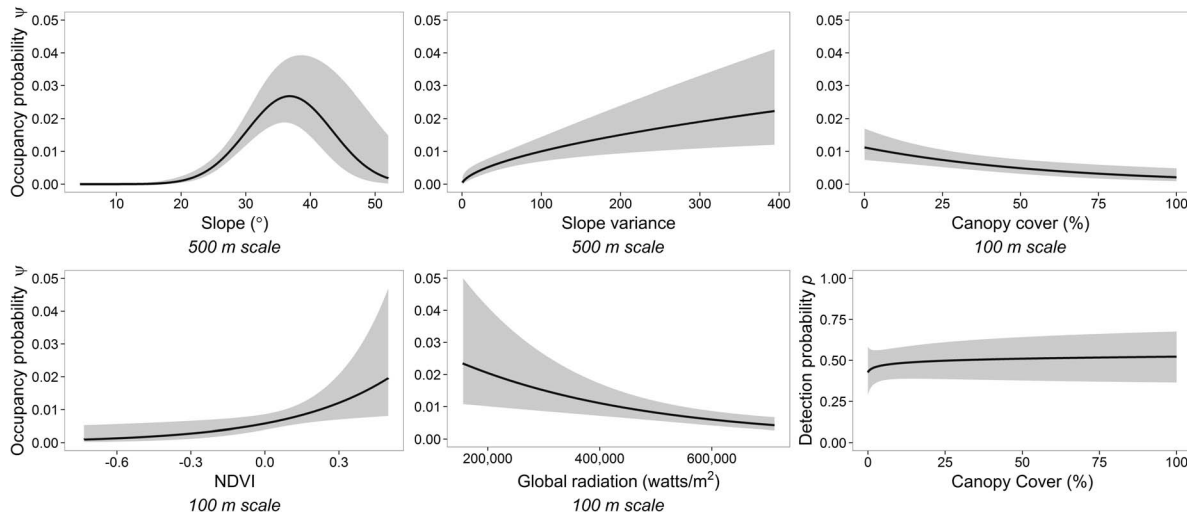 Occupancy probability ψ
0.05
0.04
0.03
0.02
0.01
0.00
10 20 30 40 50
Slope (°)
500 m scale
0.05
0.04
0.03
0.02
0.01
0.00
0 100 200 300 400
Slope variance
500 m scale
0.05
0.04
0.03
0.02
0.01
0.00
0 25 50 75 100
Canopy cover (%)
100 m scale
Occupancy probability ψ
0.05
0.04
0.03
0.02
0.01
0.00
-0.6 -0.3 0.0 0.3
NDVI
100 m scale
0.05
0.04
0.03
0.02
0.01
0.00
200,000 400,000 600,000
Global radiation (watts/m²)
100 m scale
Detection probability p
1.00
0.75
0.50
0.25
0.00
0 25 50 75 100
Canopy Cover (%)